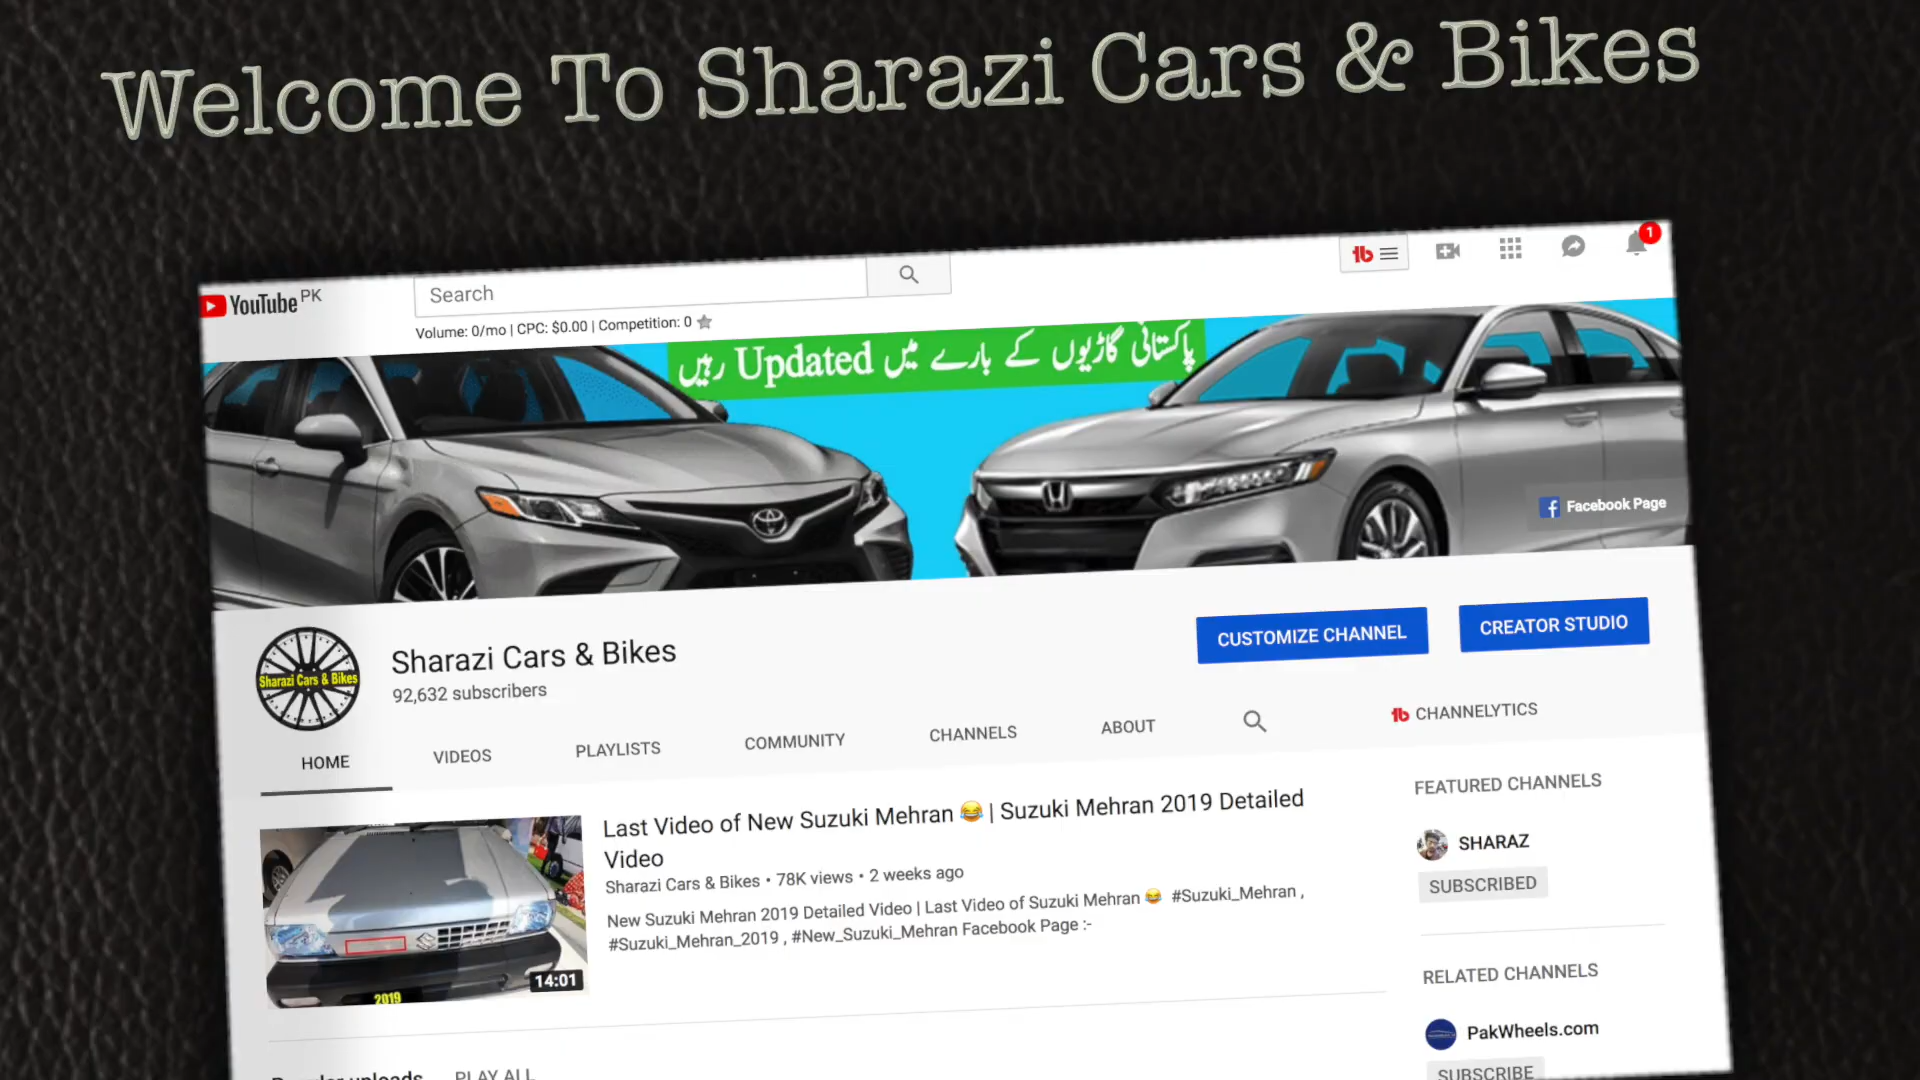 Welcome To Sharazi Cars & Bikes
YouTube PK
Search
1
Volume: 0/mo | CPC: $0.00 | Competition: 0
پاکستانی گاڑیوں کے بارے میں Updated رہیں
Facebook Page
Sharazi Cars & Bikes
Sharazi Cars & Bikes
92,632 subscribers
CUSTOMIZE CHANNEL
CREATOR STUDIO
HOME
VIDEOS
PLAYLISTS
COMMUNITY
CHANNELS
ABOUT
CHANNELYTICS
Last Video of New Suzuki Mehran 😂 | Suzuki Mehran 2019 Detailed
Video
Sharazi Cars & Bikes • 78K views • 2 weeks ago
New Suzuki Mehran 2019 Detailed Video | Last Video of Suzuki Mehran 😂 #Suzuki_Mehran ,
#Suzuki_Mehran_2019 , #New_Suzuki_Mehran Facebook Page :-
14:01
2019
FEATURED CHANNELS
SHARAZ
SUBSCRIBED
RELATED CHANNELS
PakWheels.com
SUBSCRIBE
Popular uploads
PLAY ALL